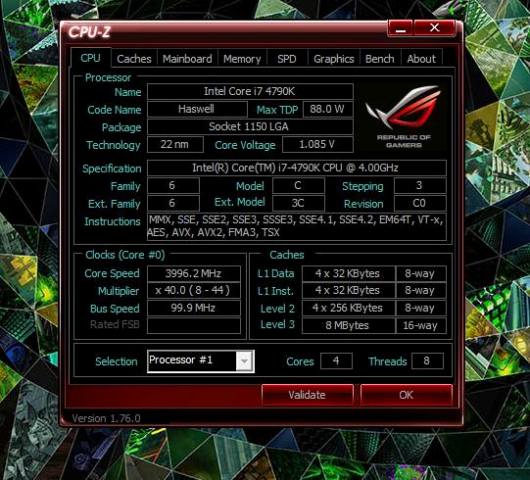 CPU-Z
CPU Caches Mainboard Memory SPD Graphics Bench About
Processor
Name Intel Core i7 4790K
Code Name Haswell Max TDP 88.0 W
Package Socket 1150 LGA
Technology 22 nm Core Voltage 1.085 V
REPUBLIC OF
GAMERS
Specification Intel(R) Core(TM) i7-4790K CPU @ 4.00GHz
Family 6 Model C Stepping 3
Ext. Family 6 Ext. Model 3C Revision C0
Instructions MMX, SSE, SSE2, SSE3, SSSE3, SSE4.1, SSE4.2, EM64T, VT-x,
AES, AVX, AVX2, FMA3, TSX
Clocks (Core #0) Caches
Core Speed 3996.2 MHz L1 Data 4 x 32 KBytes 8-way
Multiplier x 40.0 ( 8 - 44 ) L1 Inst. 4 x 32 KBytes 8-way
Bus Speed 99.9 MHz Level 2 4 x 256 KBytes 8-way
Rated FSB Level 3 8 MBytes 16-way
Selection Processor #1 Cores 4 Threads 8
Validate OK
Version 1.76.0